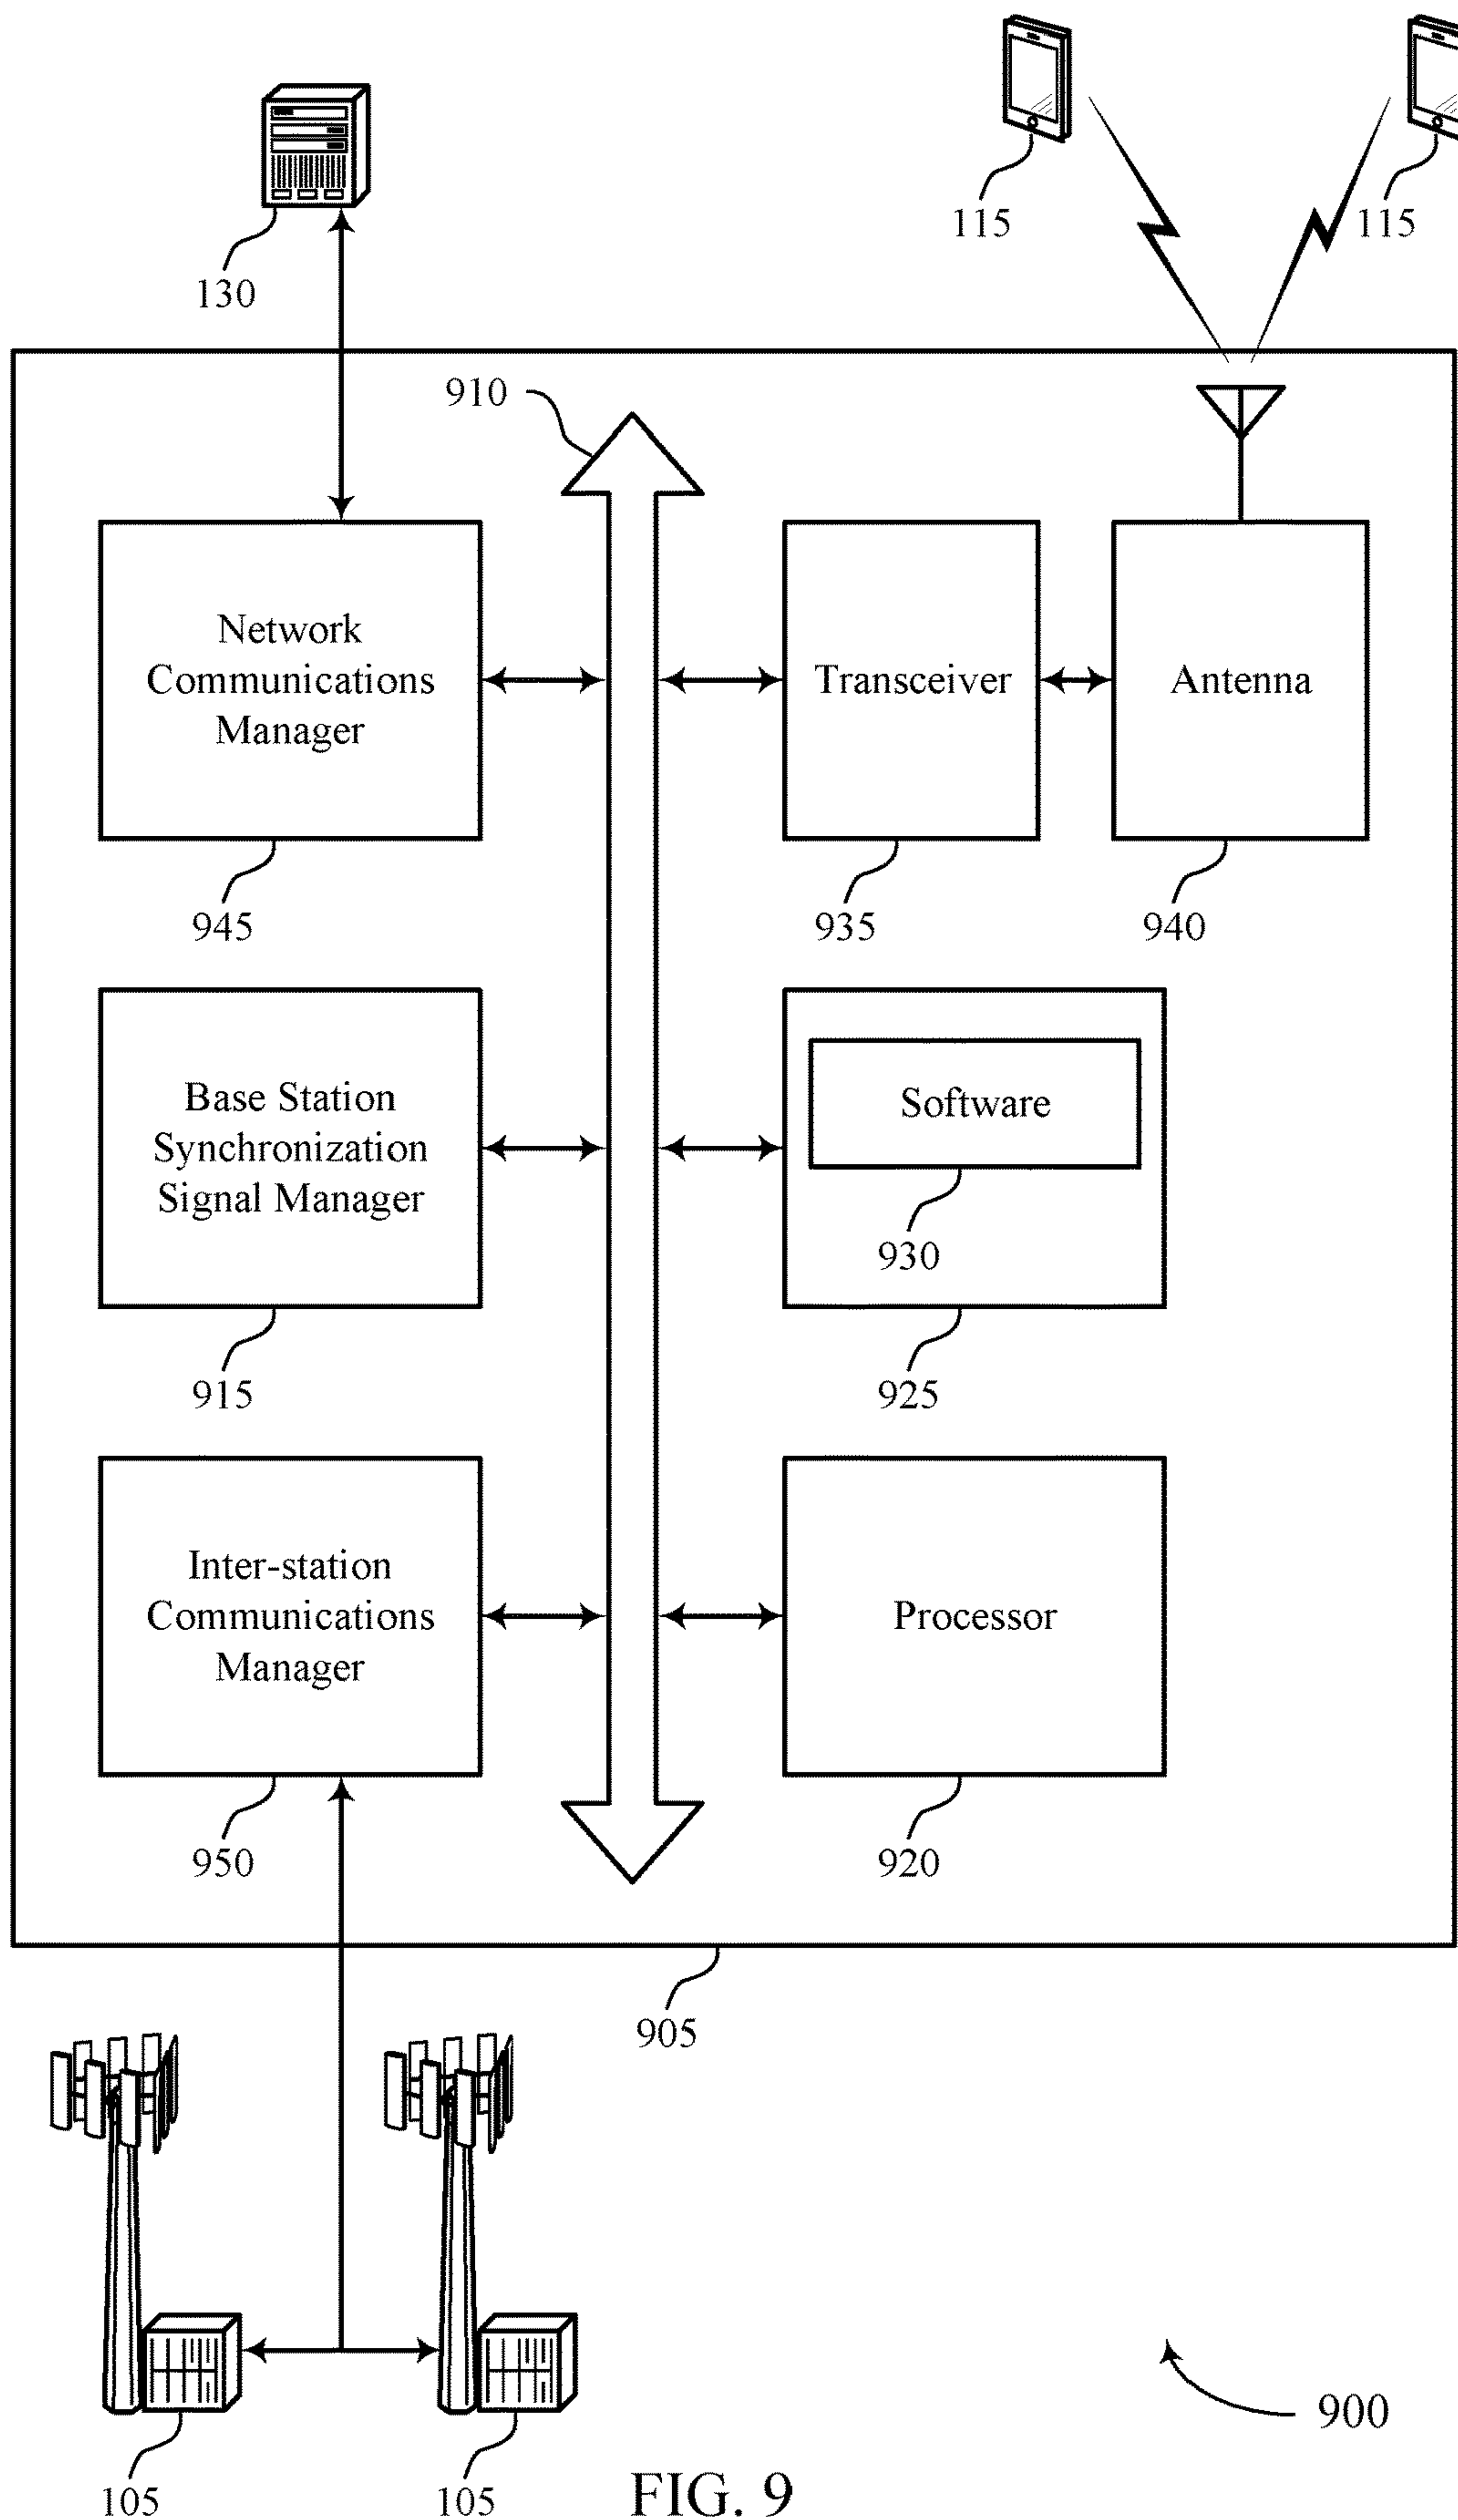 115
115
130
910
Network
Communications
Manager
Transceiver
Antenna
945
935
940
Base Station
Synchronization
Signal Manager
Software
930
915
925
Inter-station
Communications
Manager
Processor
950
920
905
900
105
105
FIG. 9